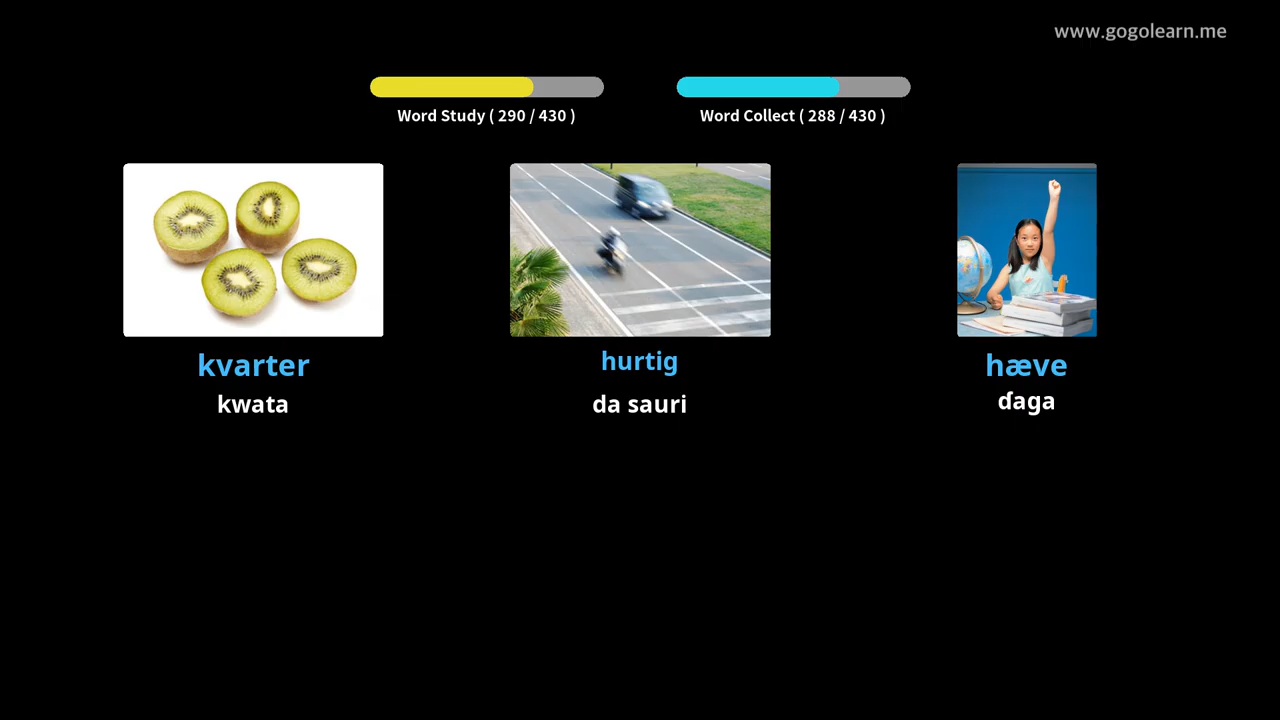 www.gogolearn.me
Word Study ( 290 / 430 )
Word Collect ( 288 / 430 )
kvarter
hurtig
hæve
kwata
da sauri
ɗaga